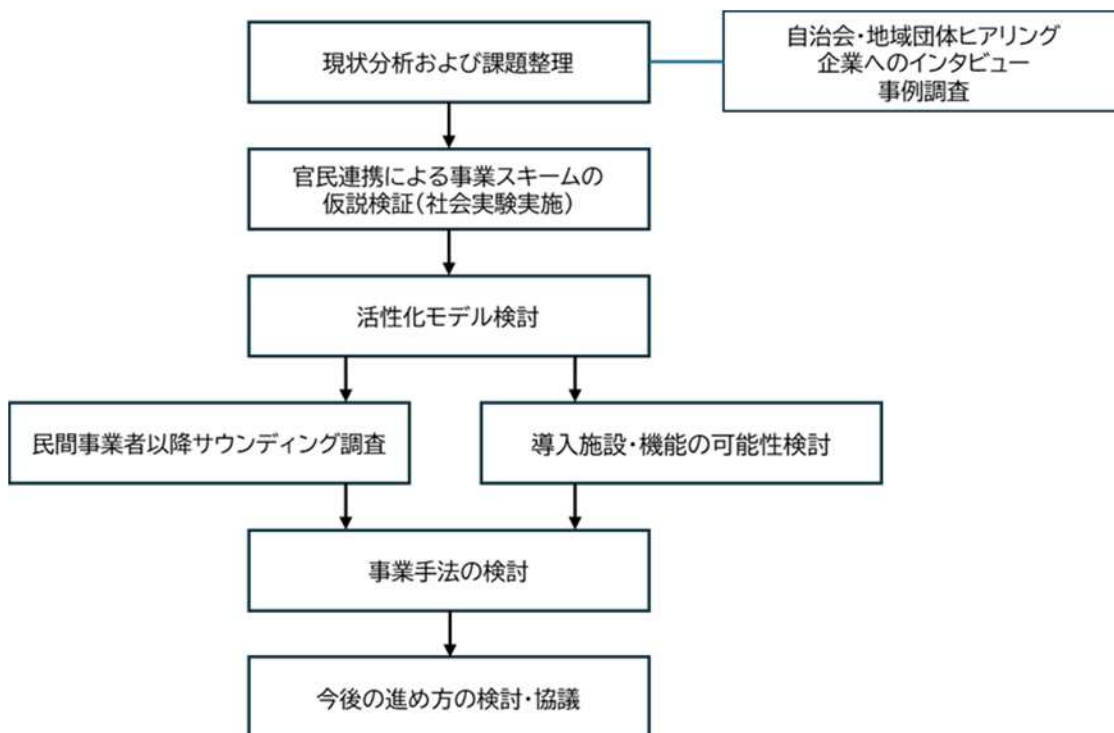 現状分析および課題整理
自治会・地域団体ヒアリング
企業へのインタビュー
事例調査
官民連携による事業スキームの
仮説検証(社会実験実施)
活性化モデル検討
民間事業者以降サウンディング調査
導入施設・機能の可能性検討
事業手法の検討
今後の進め方の検討・協議